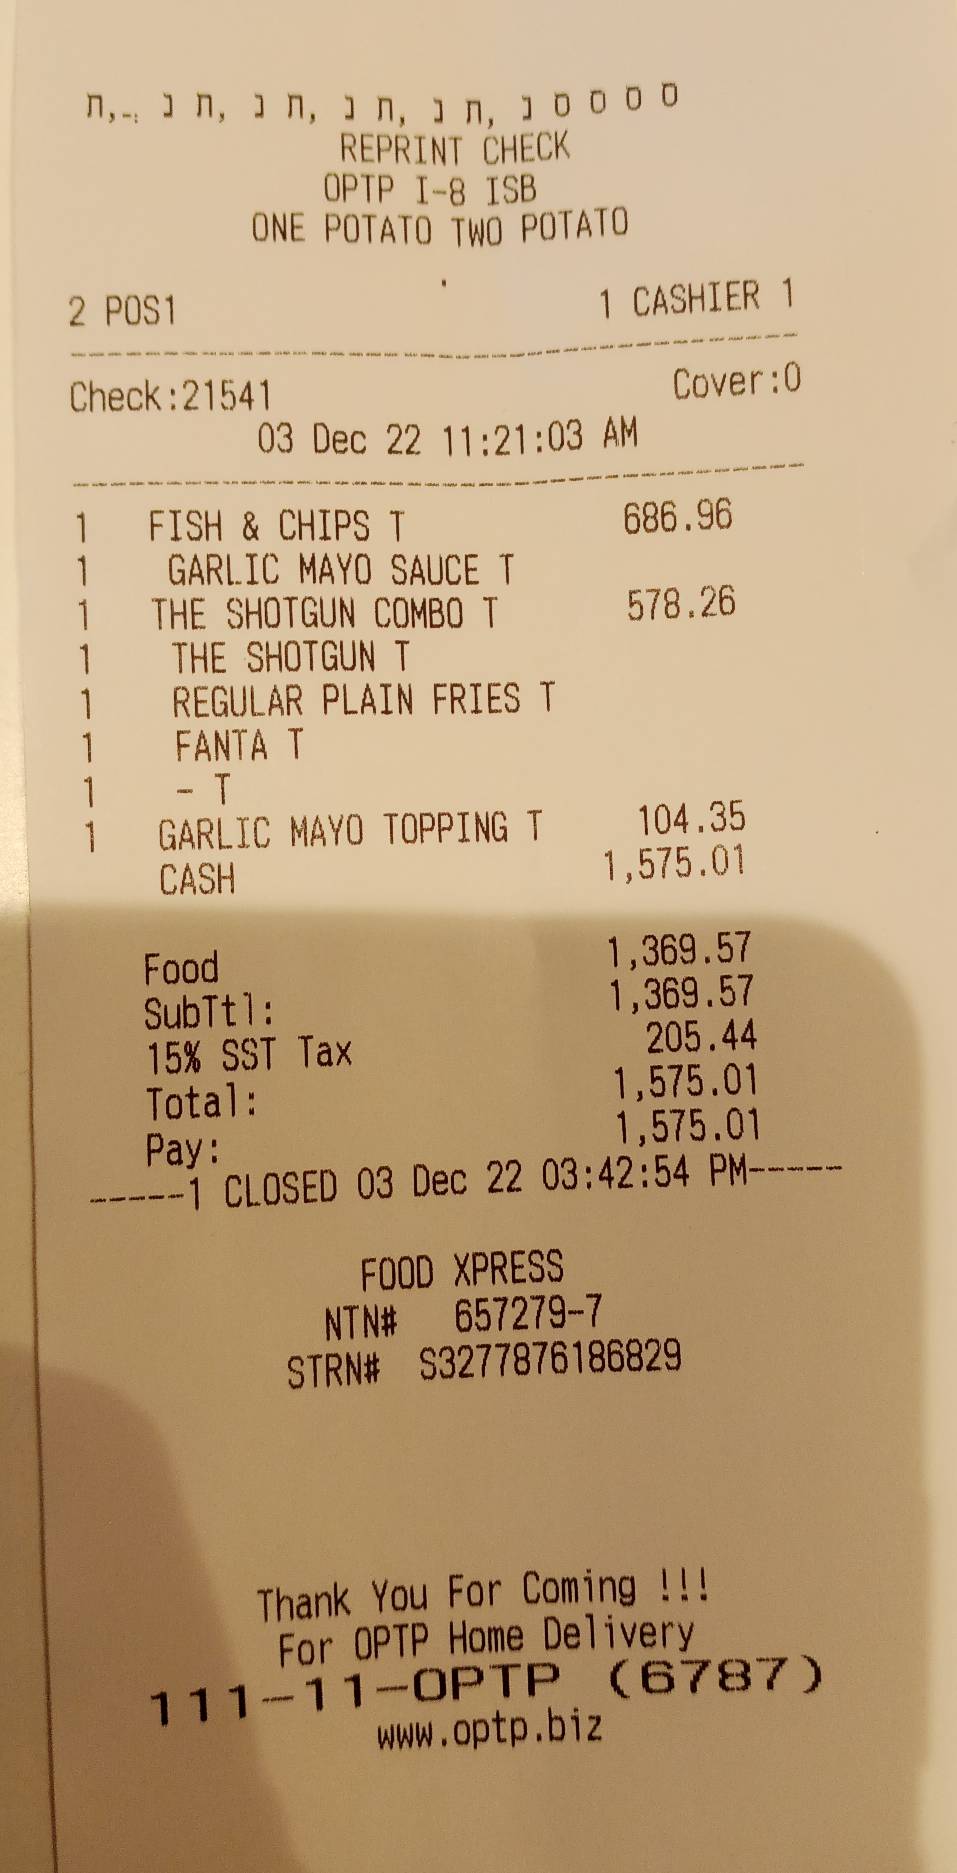 REPRINT CHECK
OPTP I-8 ISB
ONE POTATO TWO POTATO
2 POS1 1 CASHIER 1
Check:21541 Cover:0
03 Dec 22 11:21:03 AM
1 FISH & CHIPS T 686.96
1 GARLIC MAYO SAUCE T
1 THE SHOTGUN COMBO T 578.26
1 THE SHOTGUN T
1 REGULAR PLAIN FRIES T
1 FANTA T
1 - T
1 GARLIC MAYO TOPPING T 104.35
CASH 1,575.01
Food 1,369.57
SubTtl: 1,369.57
15% SST Tax 205.44
Total: 1,575.01
Pay: 1,575.01
-----1 CLOSED 03 Dec 22 03:42:54 PM-----
FOOD XPRESS
NTN# 657279-7
STRN# S3277876186829
Thank You For Coming !!!
For OPTP Home Delivery
111-11-OPTP (6787)
www.optp.biz